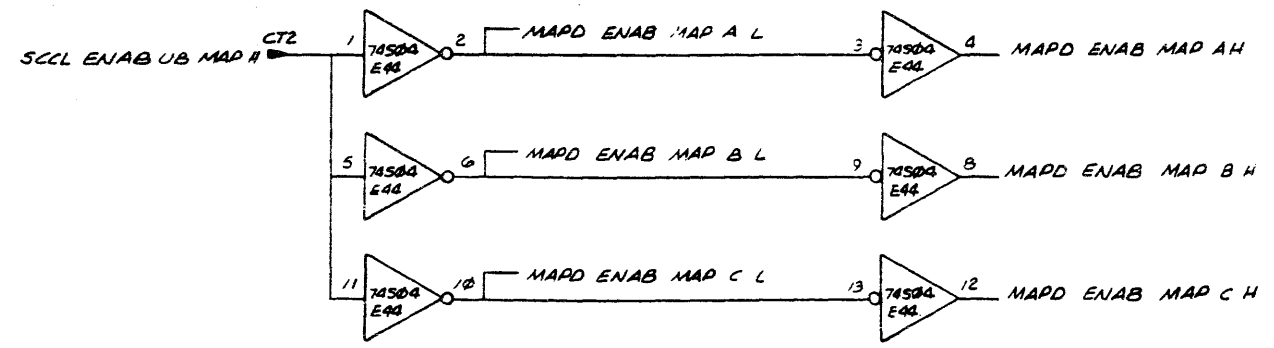 CT2
SCCL ENAB UB MAP H
1
74S04
E44
2
MAPD ENAB MAP A L
3
74S04
E44
4
MAPD ENAB MAP A H
5
74S04
E44
6
MAPD ENAB MAP B L
9
74S04
E44
8
MAPD ENAB MAP B H
11
74S04
E44
10
MAPD ENAB MAP C L
13
74S04
E44
12
MAPD ENAB MAP C H